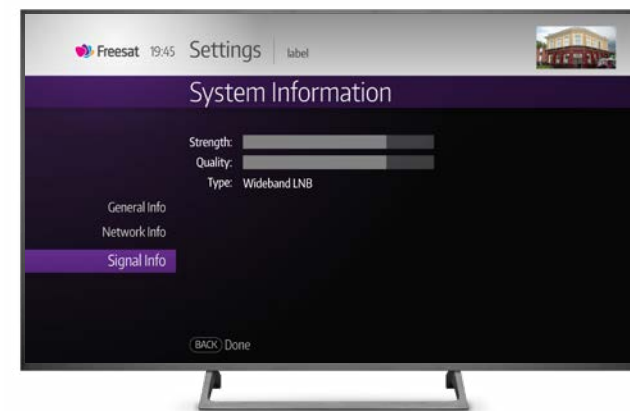 Freesat 19:45 Settings label
System Information
Strength:
Quality:
Type: Wideband LNB
General Info
Network Info
Signal Info
BACK Done